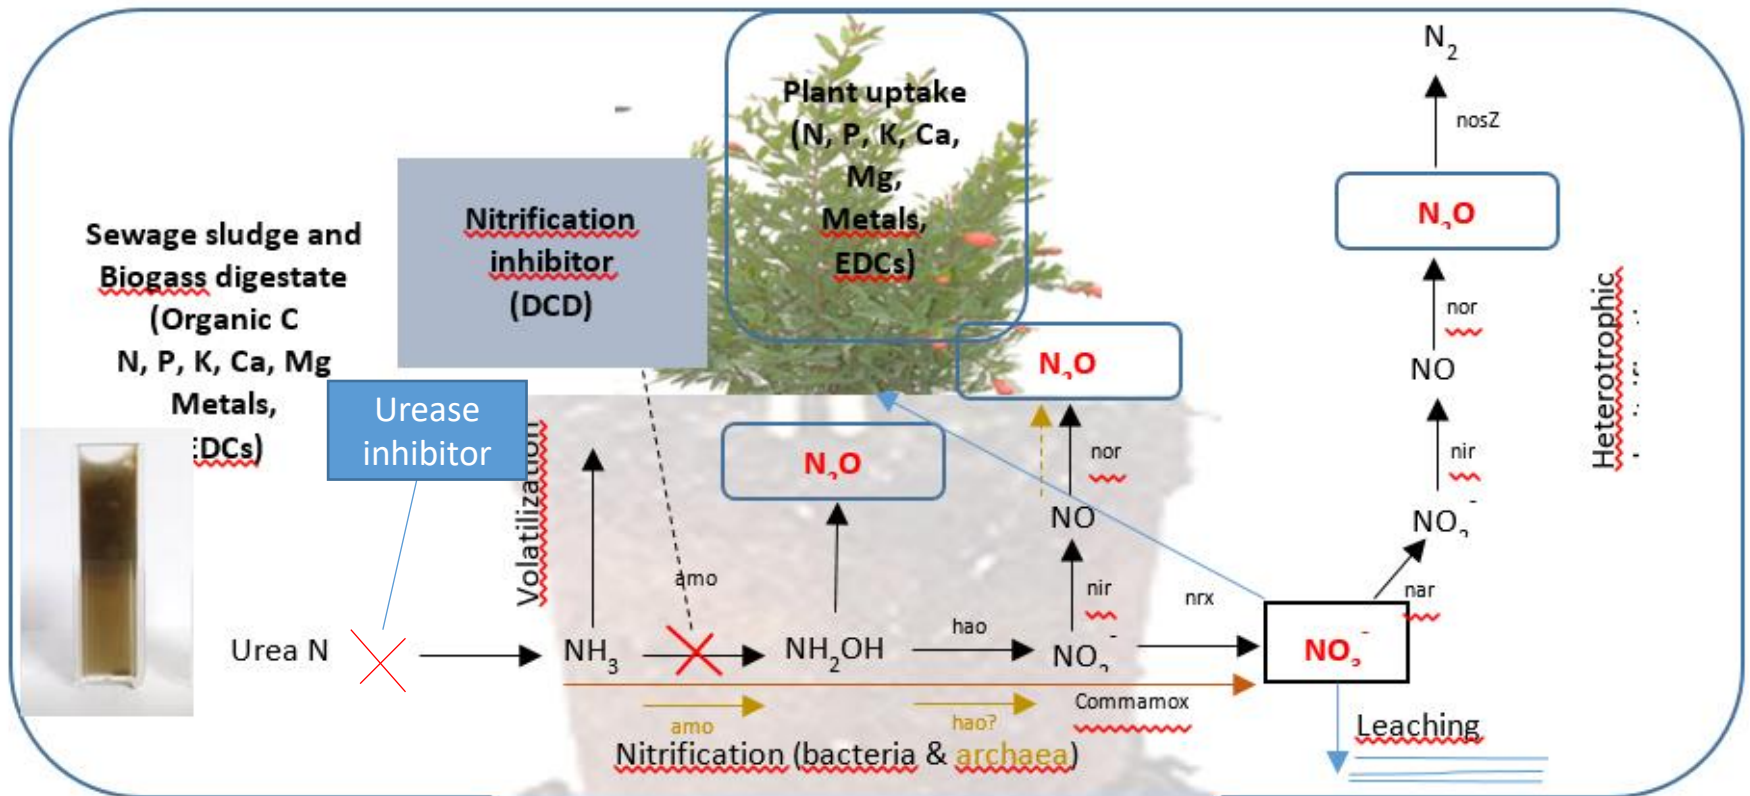 Sewage sludge and
Biogass digestate
(Organic C
N, P, K, Ca, Mg
Metals,
EDCs)
Nitrification
inhibitor
(DCD)
Urease
inhibitor
Plant uptake
(N, P, K, Ca,
Mg,
Metals,
EDCs)
N₂
nosZ
N₂O
nor
NO
nir
NO₂⁻
nar
Heterotrophic
N₂O
nor
NO
nir
N₂O
Volatilization
amo
Urea N
NH₃
NH₂OH
hao
NO₂⁻
nrx
NO₃⁻
amo
hao?
Commamox
Nitrification (bacteria & archaea)
Leaching